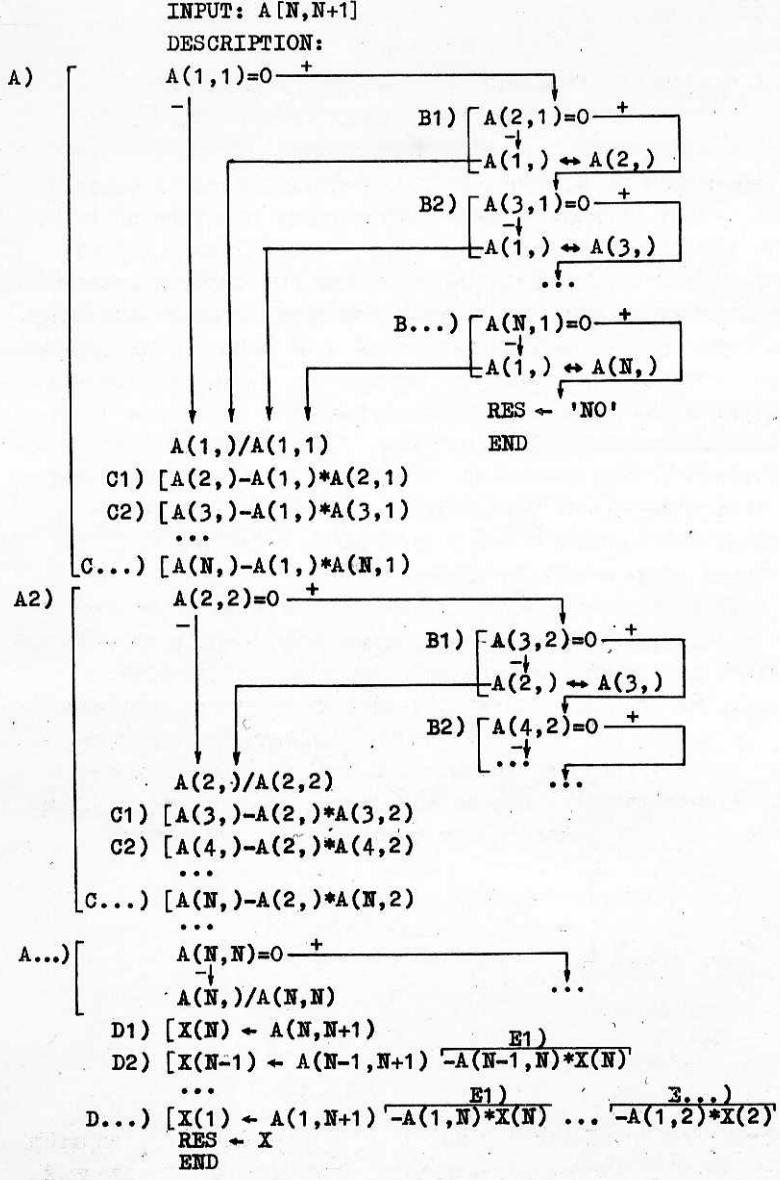 INPUT: A[N,N+1]
DESCRIPTION:
A) A(1,1)=0 +
-
B1) A(2,1)=0 +
-
A(1,) ↔ A(2,)
B2) A(3,1)=0 +
-
A(1,) ↔ A(3,)
...
B...) A(N,1)=0 +
-
A(1,) ↔ A(N,)
RES ← 'NO'
A(1,)/A(1,1) END
C1) [A(2,)-A(1,)*A(2,1)
C2) [A(3,)-A(1,)*A(3,1)
...
C...) [A(N,)-A(1,)*A(N,1)
A2) A(2,2)=0 +
-
B1) A(3,2)=0 +
-
A(2,) ↔ A(3,)
B2) A(4,2)=0 +
-
...
A(2,)/A(2,2) ...
C1) [A(3,)-A(2,)*A(3,2)
C2) [A(4,)-A(2,)*A(4,2)
...
C...) [A(N,)-A(2,)*A(N,2)
...
A...) A(N,N)=0 +
-
A(N,)/A(N,N) ...
D1) [X(N) ← A(N,N+1)
E1)
D2) [X(N-1) ← A(N-1,N+1) -A(N-1,N)*X(N)
...
E1) E...)
D...) [X(1) ← A(1,N+1) -A(1,N)*X(N) ... -A(1,2)*X(2)
RES ← X
END